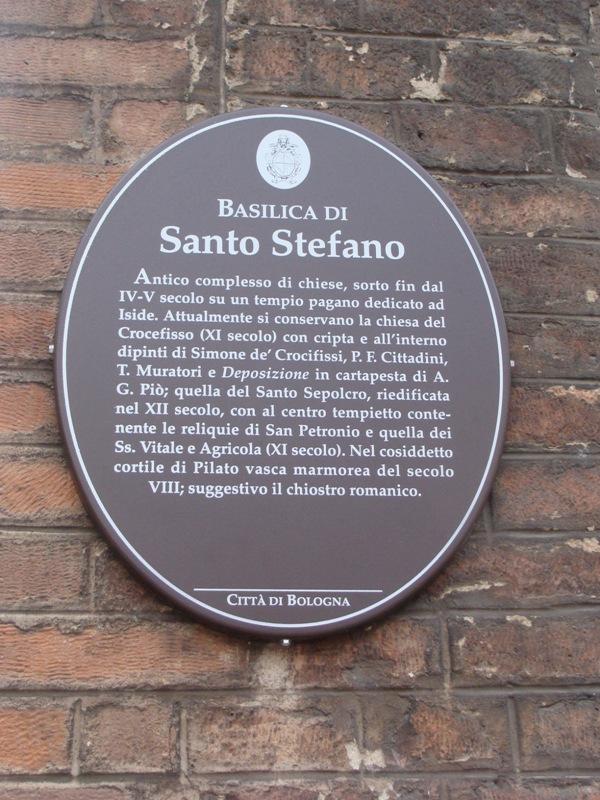 BASILICA DI
Santo Stefano
Antico complesso di chiese, sorto fin dal
IV-V secolo su un tempio pagano dedicato ad
Iside. Attualmente si conservano la chiesa del
Crocefisso (XI secolo) con cripta e all'interno
dipinti di Simone de' Crocifissi, P. F. Cittadini,
T. Muratori e Deposizione in cartapesta di A.
G. Piò; quella del Santo Sepolcro, riedificata
nel XII secolo, con al centro tempietto conte-
nente le reliquie di San Petronio e quella dei
Ss. Vitale e Agricola (XI secolo). Nel cosiddetto
cortile di Pilato vasca marmorea del secolo
VIII; suggestivo il chiostro romanico.
CITTÀ DI BOLOGNA